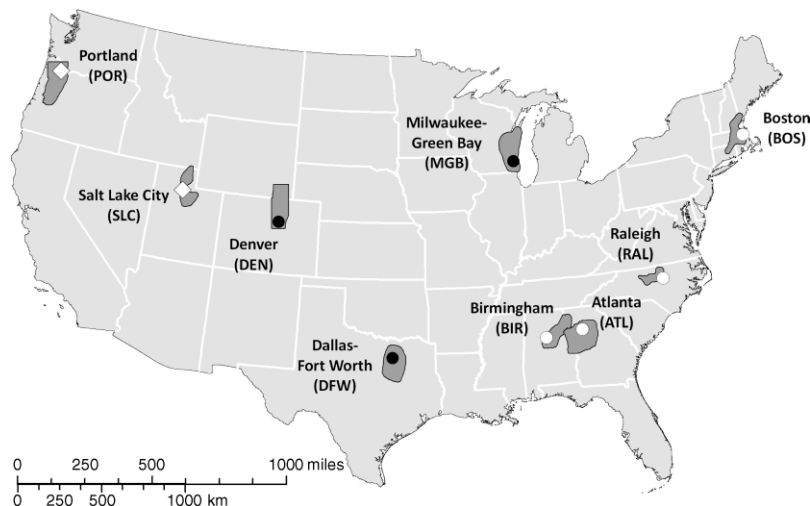 Portland
(POR)
Milwaukee-
Green Bay
(MGB)
Boston
(BOS)
Salt Lake City
(SLC)
Denver
(DEN)
Raleigh
(RAL)
Birmingham
(BIR)
Atlanta
(ATL)
Dallas-
Fort Worth
(DFW)
0 250 500 1000 miles
0 250 500 1000 km